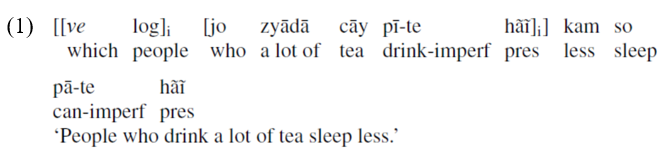 (1) [[ve log]ᵢ [jo zyādā cāy pī-te hãĩ]ᵢ] kam so
which people who a lot of tea drink-imperf pres less sleep
pā-te hãĩ
can-imperf pres
‘People who drink a lot of tea sleep less.’